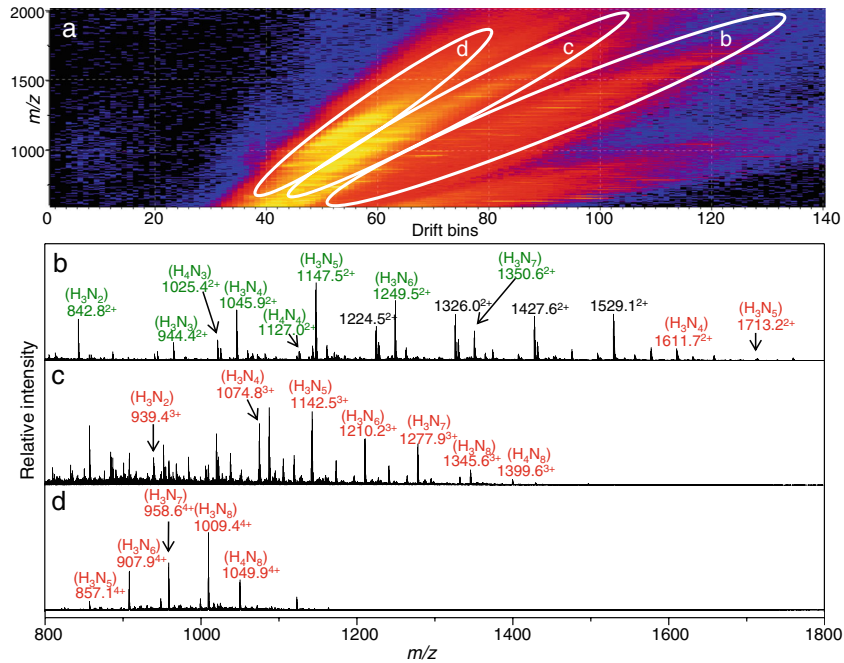 2000
a
d
c
b
1500
m/z
1000
0
20
40
60
80
100
120
140
Drift bins
b
(H₃N₂)
842.8²⁺
(H₃N₃)
944.4²⁺
(H₄N₃)
1025.4²⁺
(H₃N₄)
1045.9²⁺
(H₄N₄)
1127.0²⁺
(H₃N₅)
1147.5²⁺
1224.5²⁺
(H₃N₆)
1249.5²⁺
1326.0²⁺
(H₃N₇)
1350.6²⁺
1427.6²⁺
1529.1²⁺
(H₃N₄)
1611.7²⁺
(H₃N₅)
1713.2²⁺
Relative intensity
c
(H₃N₂)
939.4³⁺
(H₃N₄)
1074.8³⁺
(H₃N₅)
1142.5³⁺
(H₃N₆)
1210.2³⁺
(H₃N₇)
1277.9³⁺
(H₃N₈)
1345.6³⁺
(H₄N₈)
1399.6³⁺
d
(H₃N₅)
857.1⁴⁺
(H₃N₆)
907.9⁴⁺
(H₃N₇)
958.6⁴⁺
(H₃N₈)
1009.4⁴⁺
(H₄N₈)
1049.9⁴⁺
800
1000
1200
1400
1600
1800
m/z